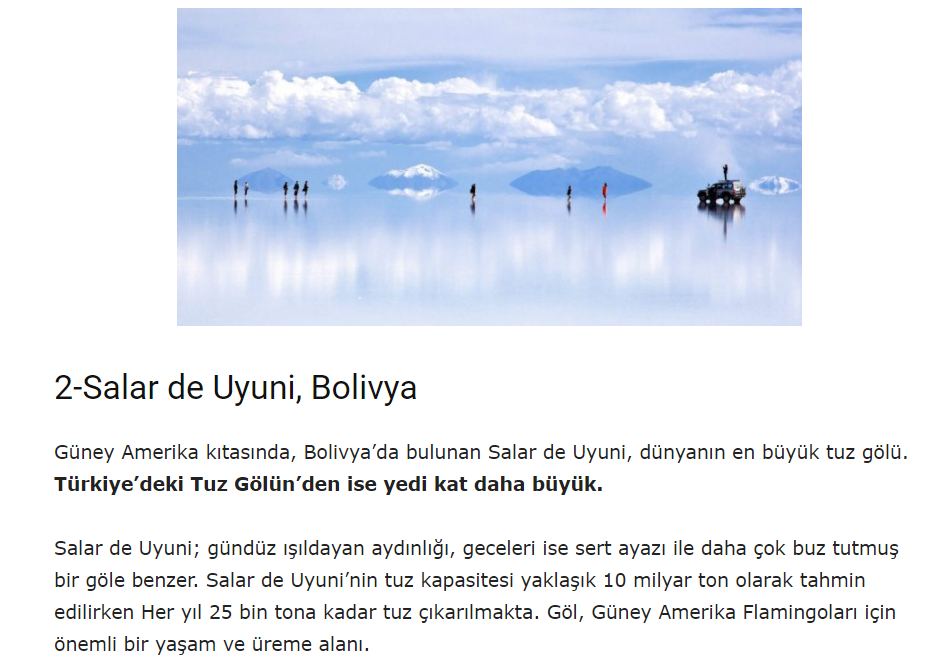 2-Salar de Uyuni, Bolivya
Güney Amerika kıtasında, Bolivya’da bulunan Salar de Uyuni, dünyanın en büyük tuz gölü.
Türkiye’deki Tuz Gölün’den ise yedi kat daha büyük.
Salar de Uyuni; gündüz ışıldayan aydınlığı, geceleri ise sert ayazı ile daha çok buz tutmuş
bir göle benzer. Salar de Uyuni’nin tuz kapasitesi yaklaşık 10 milyar ton olarak tahmin
edilirken Her yıl 25 bin tona kadar tuz çıkarılmakta. Göl, Güney Amerika Flamingoları için
önemli bir yaşam ve üreme alanı.